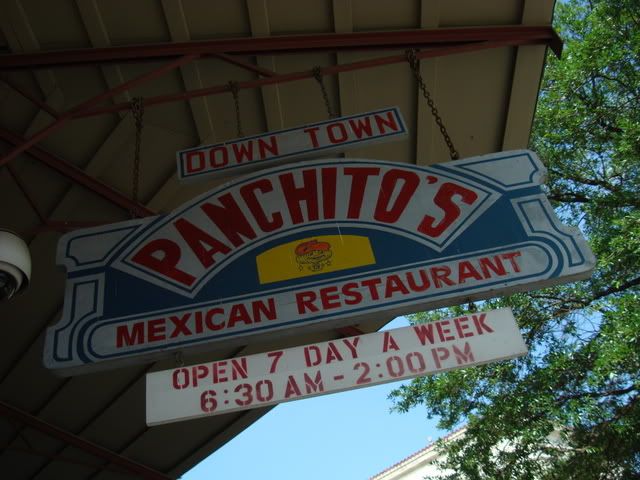 DOWN TOWN
PANCHITO'S
MEXICAN RESTAURANT
OPEN 7 DAY A WEEK
6:30 AM - 2:00 PM